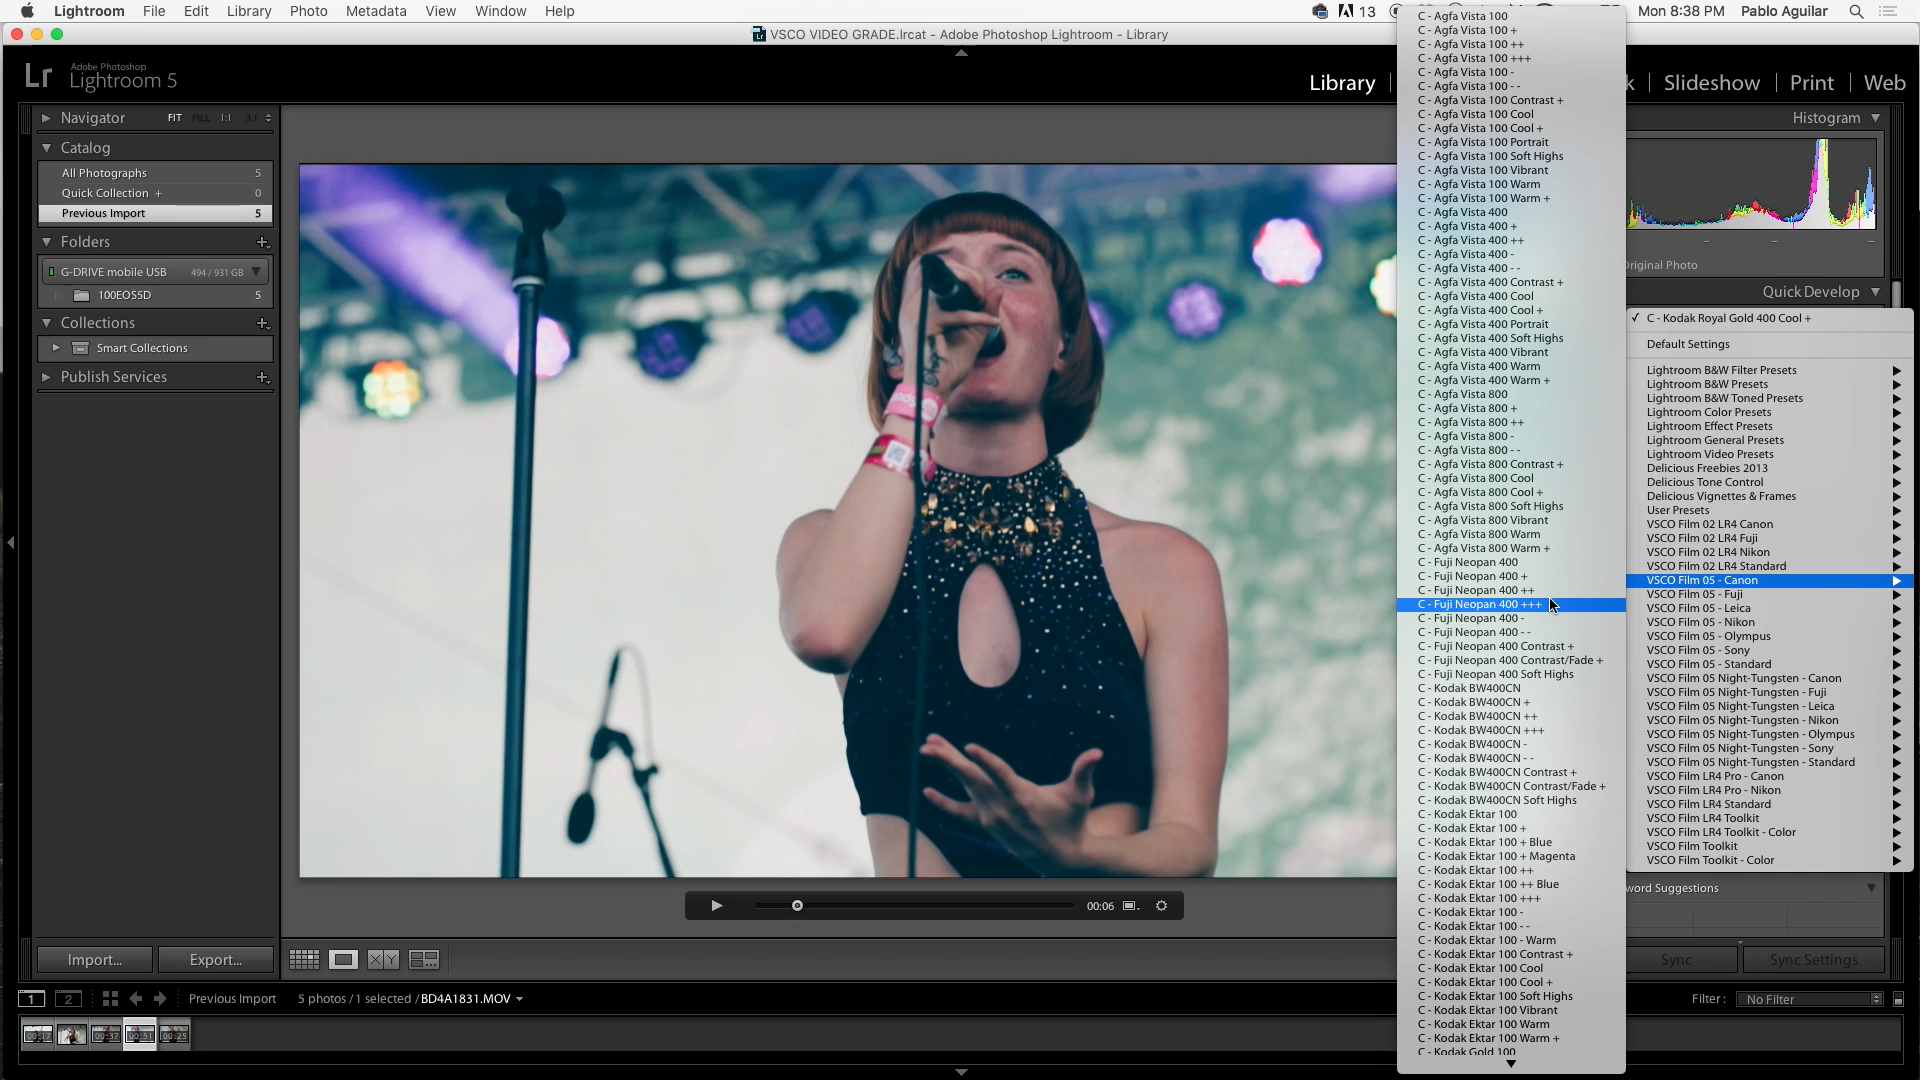 Lightroom File Edit Library Photo Metadata View Window Help
13
Mon 8:38 PM Pablo Aguilar
VSCO VIDEO GRADE.lrcat - Adobe Photoshop Lightroom - Library
Lr Adobe Photoshop
Lightroom 5
Library | k | Slideshow | Print | Web
Navigator FIT FILL 1:1 3:1
Catalog
All Photographs 5
Quick Collection + 0
Previous Import 5
Folders
G-DRIVE mobile USB 494 / 931 GB
100EOS5D 5
Collections
Smart Collections
Publish Services
Import...
Export...
00:06
C - Agfa Vista 100
C - Agfa Vista 100 +
C - Agfa Vista 100 ++
C - Agfa Vista 100 +++
C - Agfa Vista 100 -
C - Agfa Vista 100 - -
C - Agfa Vista 100 Contrast +
C - Agfa Vista 100 Cool
C - Agfa Vista 100 Cool +
C - Agfa Vista 100 Portrait
C - Agfa Vista 100 Soft Highs
C - Agfa Vista 100 Vibrant
C - Agfa Vista 100 Warm
C - Agfa Vista 100 Warm +
C - Agfa Vista 400
C - Agfa Vista 400 +
C - Agfa Vista 400 ++
C - Agfa Vista 400 -
C - Agfa Vista 400 - -
C - Agfa Vista 400 Contrast +
C - Agfa Vista 400 Cool
C - Agfa Vista 400 Cool +
C - Agfa Vista 400 Portrait
C - Agfa Vista 400 Soft Highs
C - Agfa Vista 400 Vibrant
C - Agfa Vista 400 Warm
C - Agfa Vista 400 Warm +
C - Agfa Vista 800
C - Agfa Vista 800 +
C - Agfa Vista 800 ++
C - Agfa Vista 800 -
C - Agfa Vista 800 - -
C - Agfa Vista 800 Contrast +
C - Agfa Vista 800 Cool
C - Agfa Vista 800 Cool +
C - Agfa Vista 800 Soft Highs
C - Agfa Vista 800 Vibrant
C - Agfa Vista 800 Warm
C - Agfa Vista 800 Warm +
C - Fuji Neopan 400
C - Fuji Neopan 400 +
C - Fuji Neopan 400 ++
C - Fuji Neopan 400 +++
C - Fuji Neopan 400 -
C - Fuji Neopan 400 - -
C - Fuji Neopan 400 Contrast +
C - Fuji Neopan 400 Contrast/Fade +
C - Fuji Neopan 400 Soft Highs
C - Kodak BW400CN
C - Kodak BW400CN +
C - Kodak BW400CN ++
C - Kodak BW400CN +++
C - Kodak BW400CN -
C - Kodak BW400CN - -
C - Kodak BW400CN Contrast +
C - Kodak BW400CN Contrast/Fade +
C - Kodak BW400CN Soft Highs
C - Kodak Ektar 100
C - Kodak Ektar 100 +
C - Kodak Ektar 100 + Blue
C - Kodak Ektar 100 + Magenta
C - Kodak Ektar 100 ++
C - Kodak Ektar 100 ++ Blue
C - Kodak Ektar 100 +++
C - Kodak Ektar 100 -
C - Kodak Ektar 100 - -
C - Kodak Ektar 100 - Warm
C - Kodak Ektar 100 Contrast +
C - Kodak Ektar 100 Cool
C - Kodak Ektar 100 Cool +
C - Kodak Ektar 100 Soft Highs
C - Kodak Ektar 100 Vibrant
C - Kodak Ektar 100 Warm
C - Kodak Ektar 100 Warm +
C - Kodak Gold 100
Histogram
Original Photo
Quick Develop
✓ C - Kodak Royal Gold 400 Cool +
Default Settings
Lightroom B&W Filter Presets
Lightroom B&W Presets
Lightroom B&W Toned Presets
Lightroom Color Presets
Lightroom Effect Presets
Lightroom General Presets
Lightroom Video Presets
Delicious Freebies 2013
Delicious Tone Control
Delicious Vignettes & Frames
User Presets
VSCO Film 02 LR4 Canon
VSCO Film 02 LR4 Fuji
VSCO Film 02 LR4 Nikon
VSCO Film 02 LR4 Standard
VSCO Film 05 - Canon
VSCO Film 05 - Fuji
VSCO Film 05 - Leica
VSCO Film 05 - Nikon
VSCO Film 05 - Olympus
VSCO Film 05 - Sony
VSCO Film 05 - Standard
VSCO Film 05 Night-Tungsten - Canon
VSCO Film 05 Night-Tungsten - Fuji
VSCO Film 05 Night-Tungsten - Leica
VSCO Film 05 Night-Tungsten - Nikon
VSCO Film 05 Night-Tungsten - Olympus
VSCO Film 05 Night-Tungsten - Sony
VSCO Film 05 Night-Tungsten - Standard
VSCO Film LR4 Pro - Canon
VSCO Film LR4 Pro - Nikon
VSCO Film LR4 Standard
VSCO Film LR4 Toolkit
VSCO Film LR4 Toolkit - Color
VSCO Film Toolkit
VSCO Film Toolkit - Color
word Suggestions
Sync
Sync Settings
1 2 Previous Import 5 photos / 1 selected / BD4A1831.MOV
Filter : No Filter
00:17 00:37 00:51 00:25